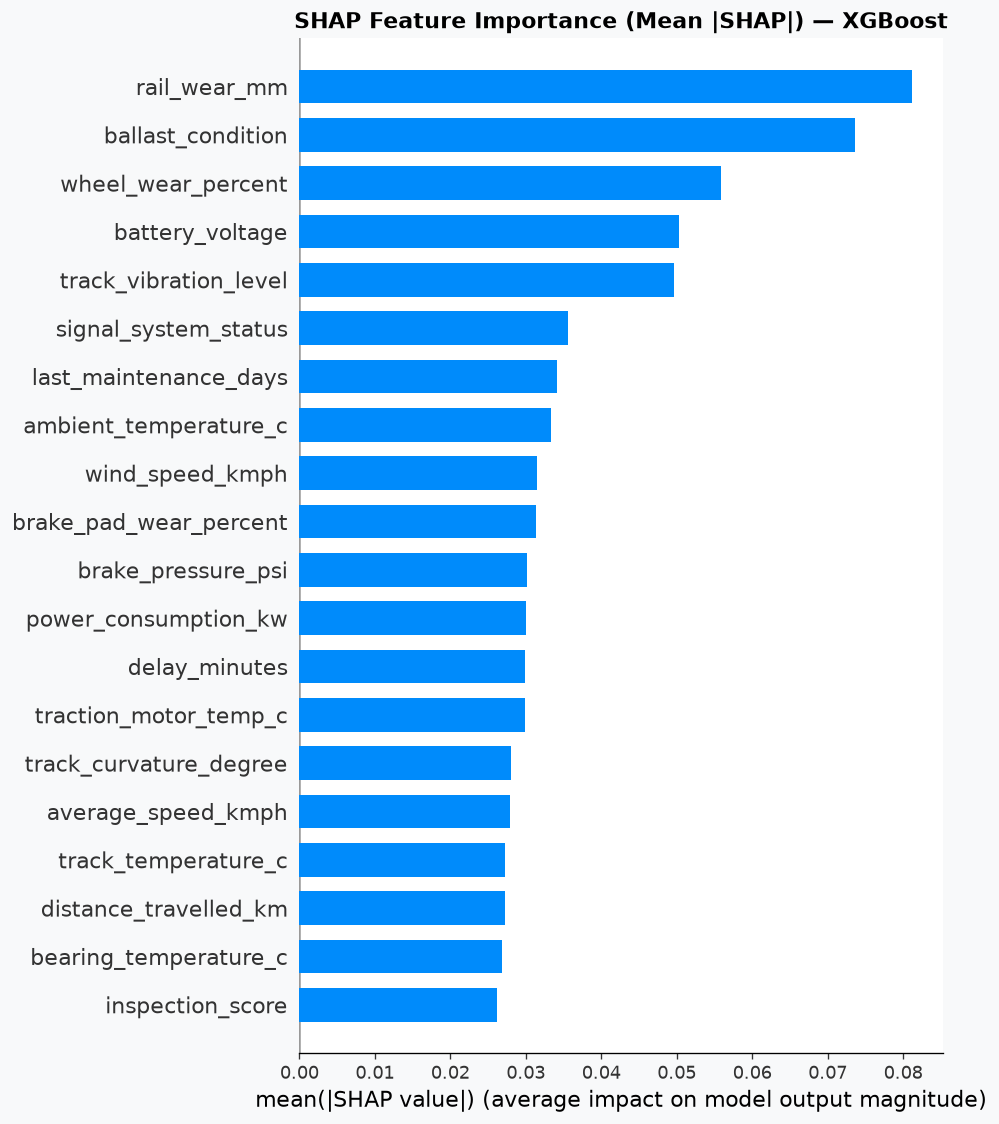 SHAP Feature Importance (Mean |SHAP|) — XGBoost
rail_wear_mm
ballast_condition
wheel_wear_percent
battery_voltage
track_vibration_level
signal_system_status
last_maintenance_days
ambient_temperature_c
wind_speed_kmph
brake_pad_wear_percent
brake_pressure_psi
power_consumption_kw
delay_minutes
traction_motor_temp_c
track_curvature_degree
average_speed_kmph
track_temperature_c
distance_travelled_km
bearing_temperature_c
inspection_score
0.00 0.01 0.02 0.03 0.04 0.05 0.06 0.07 0.08
mean(|SHAP value|) (average impact on model output magnitude)